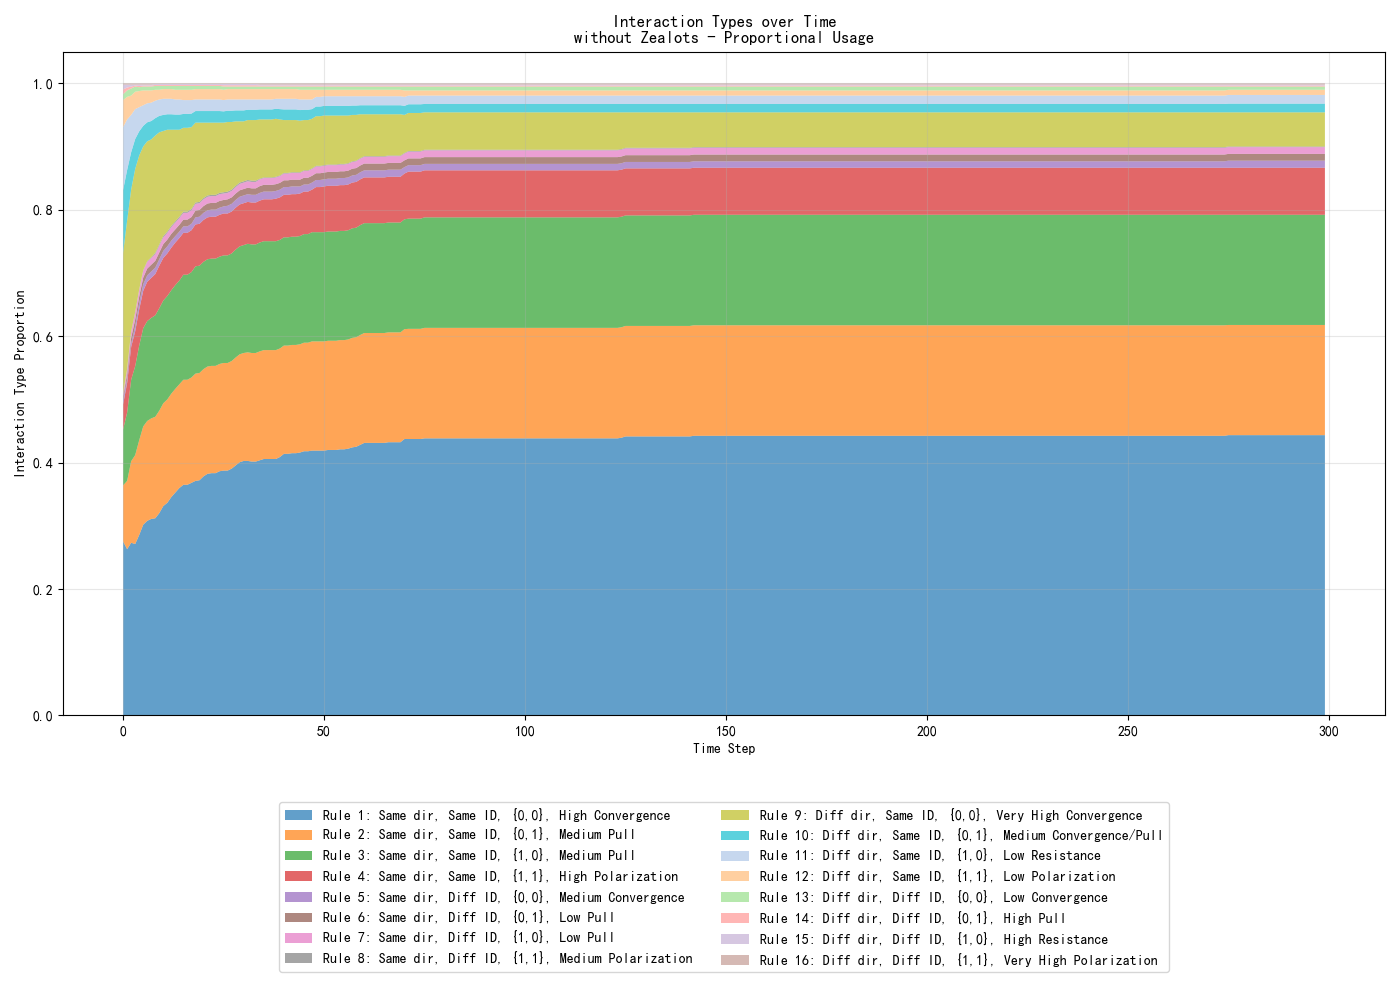 Interaction Types over Time
without Zealots - Proportional Usage
Interaction Type Proportion
1.0
0.8
0.6
0.4
0.2
0.0
0
50
100
150
200
250
300
Time Step
Rule 1: Same dir, Same ID, {0,0}, High Convergence
Rule 2: Same dir, Same ID, {0,1}, Medium Pull
Rule 3: Same dir, Same ID, {1,0}, Medium Pull
Rule 4: Same dir, Same ID, {1,1}, High Polarization
Rule 5: Same dir, Diff ID, {0,0}, Medium Convergence
Rule 6: Same dir, Diff ID, {0,1}, Low Pull
Rule 7: Same dir, Diff ID, {1,0}, Low Pull
Rule 8: Same dir, Diff ID, {1,1}, Medium Polarization
Rule 9: Diff dir, Same ID, {0,0}, Very High Convergence
Rule 10: Diff dir, Same ID, {0,1}, Medium Convergence/Pull
Rule 11: Diff dir, Same ID, {1,0}, Low Resistance
Rule 12: Diff dir, Same ID, {1,1}, Low Polarization
Rule 13: Diff dir, Diff ID, {0,0}, Low Convergence
Rule 14: Diff dir, Diff ID, {0,1}, High Pull
Rule 15: Diff dir, Diff ID, {1,0}, High Resistance
Rule 16: Diff dir, Diff ID, {1,1}, Very High Polarization